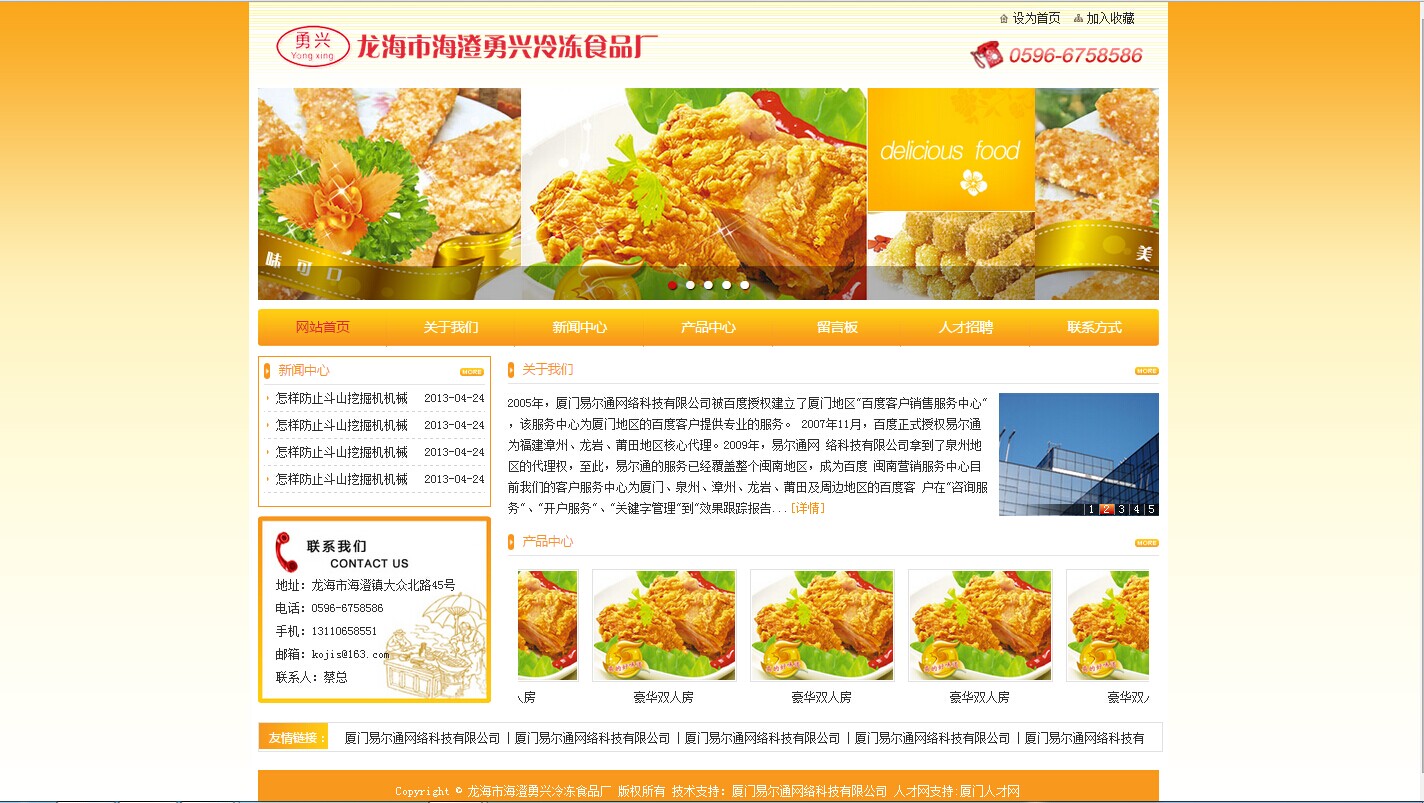 设为首页 加入收藏
勇兴
Yong xing
龙海市海澄勇兴冷冻食品厂
0596-6758586
delicious food
味可口
美
网站首页 关于我们 新闻中心 产品中心 留言板 人才招聘 联系方式
新闻中心 MORE
怎样防止斗山挖掘机机械 2013-04-24
怎样防止斗山挖掘机机械 2013-04-24
怎样防止斗山挖掘机机械 2013-04-24
怎样防止斗山挖掘机机械 2013-04-24
联系我们
CONTACT US
地址：龙海市海澄镇大众北路45号
电话：0596-6758586
手机：13110658551
邮箱：kojis@163.com
联系人：蔡总
关于我们 MORE
2005年，厦门易尔通网络科技有限公司被百度授权建立了厦门地区“百度客户销售服务中心”
，该服务中心为厦门地区的百度客户提供专业的服务。 2007年11月，百度正式授权易尔通
为福建漳州、龙岩、莆田地区核心代理。2009年，易尔通网 络科技有限公司拿到了泉州地
区的代理权，至此，易尔通的服务已经覆盖整个闽南地区，成为百度 闽南营销服务中心目
前我们的客户服务中心为厦门、泉州、漳州、龙岩、莆田及周边地区的百度客 户在“咨询服
务“、“开户服务“、“关键字管理“到“效果跟踪报告...[详情]
1 2 3 4 5
产品中心 MORE
人房 豪华双人房 豪华双人房 豪华双人房 豪华双人
友情链接： 厦门易尔通网络科技有限公司 | 厦门易尔通网络科技有限公司 | 厦门易尔通网络科技有限公司 | 厦门易尔通网络科技有限公司 | 厦门易尔通网络科技有
Copyright © 龙海市海澄勇兴冷冻食品厂 版权所有 技术支持：厦门易尔通网络科技有限公司 人才网支持:厦门人才网